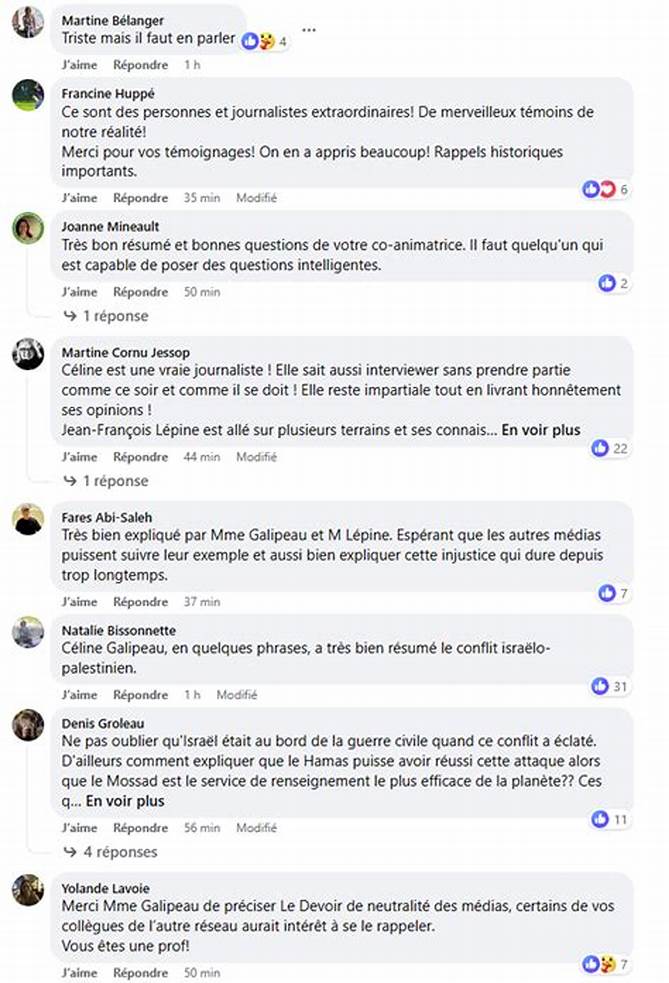 Martine Bélanger
Triste mais il faut en parler
4
J'aime Répondre 1 h
Francine Huppé
Ce sont des personnes et journalistes extraordinaires! De merveilleux témoins de
notre réalité!
Merci pour vos témoignages! On en a appris beaucoup! Rappels historiques
importants.
6
J'aime Répondre 35 min Modifié
Joanne Mineault
Très bon résumé et bonnes questions de votre co-animatrice. Il faut quelqu'un qui
est capable de poser des questions intelligentes.
2
J'aime Répondre 50 min
1 réponse
Martine Cornu Jessop
Céline est une vraie journaliste ! Elle sait aussi interviewer sans prendre partie
comme ce soir et comme il se doit ! Elle reste impartiale tout en livrant honnêtement
ses opinions !
Jean-François Lépine est allé sur plusieurs terrains et ses connais... En voir plus
22
J'aime Répondre 44 min Modifié
1 réponse
Fares Abi-Saleh
Très bien expliqué par Mme Galipeau et M Lépine. Espérant que les autres médias
puissent suivre leur exemple et aussi bien expliquer cette injustice qui dure depuis
trop longtemps.
7
J'aime Répondre 37 min
Natalie Bissonnette
Céline Galipeau, en quelques phrases, a très bien résumé le conflit israëlo-
palestinien.
31
J'aime Répondre 1 h Modifié
Denis Groleau
Ne pas oublier qu'Israël était au bord de la guerre civile quand ce conflit a éclaté.
D'ailleurs comment expliquer que le Hamas puisse avoir réussi cette attaque alors
que le Mossad est le service de renseignement le plus efficace de la planète?? Ces
q... En voir plus
11
J'aime Répondre 56 min Modifié
4 réponses
Yolande Lavoie
Merci Mme Galipeau de préciser Le Devoir de neutralité des médias, certains de vos
collègues de l'autre réseau aurait intérêt à se le rappeler.
Vous êtes une prof!
7
J'aime Répondre 50 min